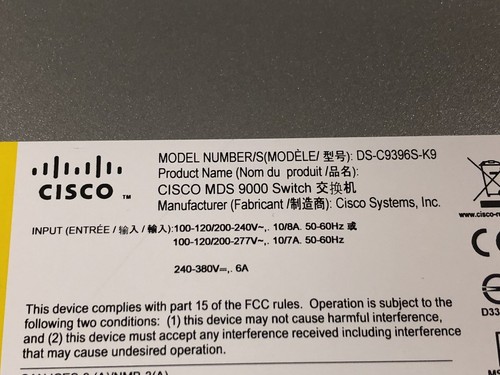 MODEL NUMBER/S(MODÈLE/ 型号): DS-C9396S-K9
Product Name (Nom du produit /品名):
CISCO MDS 9000 Switch 交换机
Manufacturer (Fabricant /制造商): Cisco Systems, Inc.
CISCO TM
www.cisco-r
INPUT (ENTRÉE / 输入 / 輸入):100-120/200-240V~,. 10/8A. 50-60Hz 或
100-120/200-277V~,. 10/7A. 50-60Hz
240-380V⎓,. 6A
This device complies with part 15 of the FCC rules. Operation is subject to the
following two conditions: (1) this device may not cause harmful interference,
and (2) this device must accept any interference received including interference
that may cause undesired operation.
D33